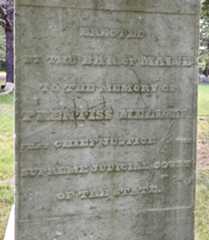 ERECTED
BY THE BAR OF MAINE
TO THE MEMORY OF
PRENTISS MELLEN
CHIEF JUSTICE
SUPREME JUDICIAL COURT
OF THE STATE.